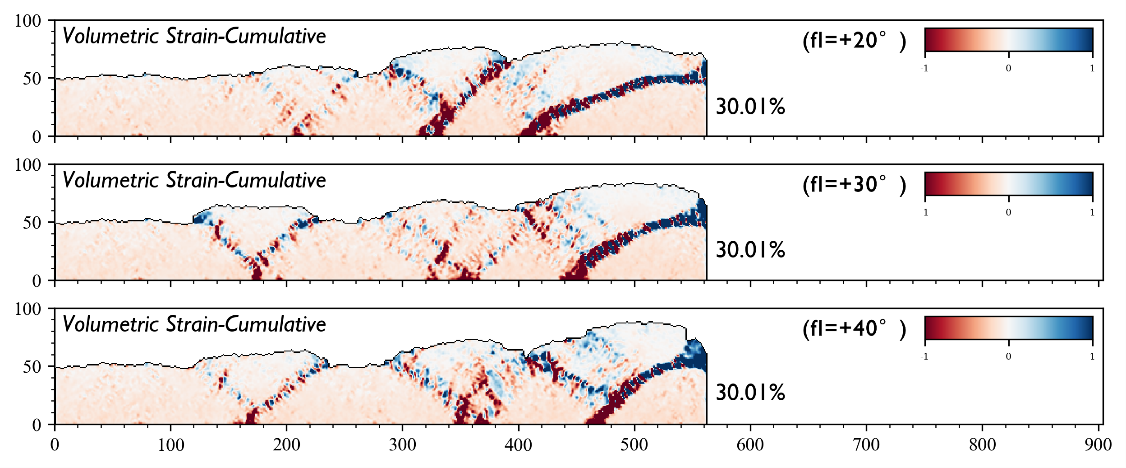 100
Volumetric Strain-Cumulative
(fl=+20° )
-1 0 1
50
30.01%
0
100
Volumetric Strain-Cumulative
(fl=+30° )
1 0 1
50
30.01%
0
100
Volumetric Strain-Cumulative
(fl=+40° )
1 0 1
50
30.01%
0
0 100 200 300 400 500 600 700 800 900